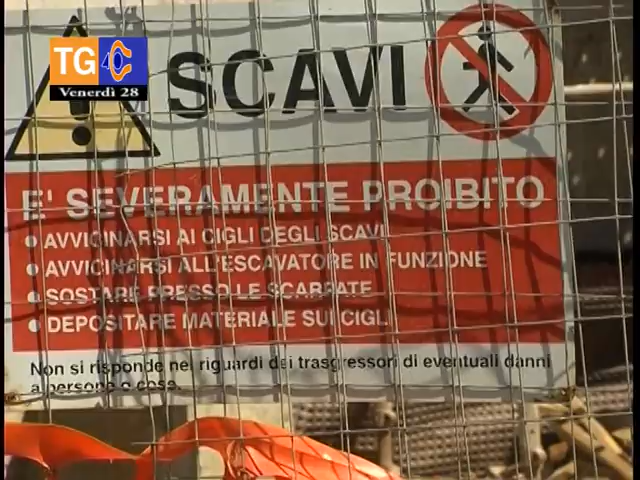 TG
Venerdì 28
SCAVI
E' SEVERAMENTE PROIBITO
AVVICINARSI AI CIGLI DEGLI SCAVI
AVVICINARSI ALL'ESCAVATORE IN FUNZIONE
SOSTARE PRESSO LE SCARPATE
DEPOSITARE MATERIALE SUI CIGLI
Non si risponde nei riguardi dei trasgressori di eventuali danni
a persone o cose